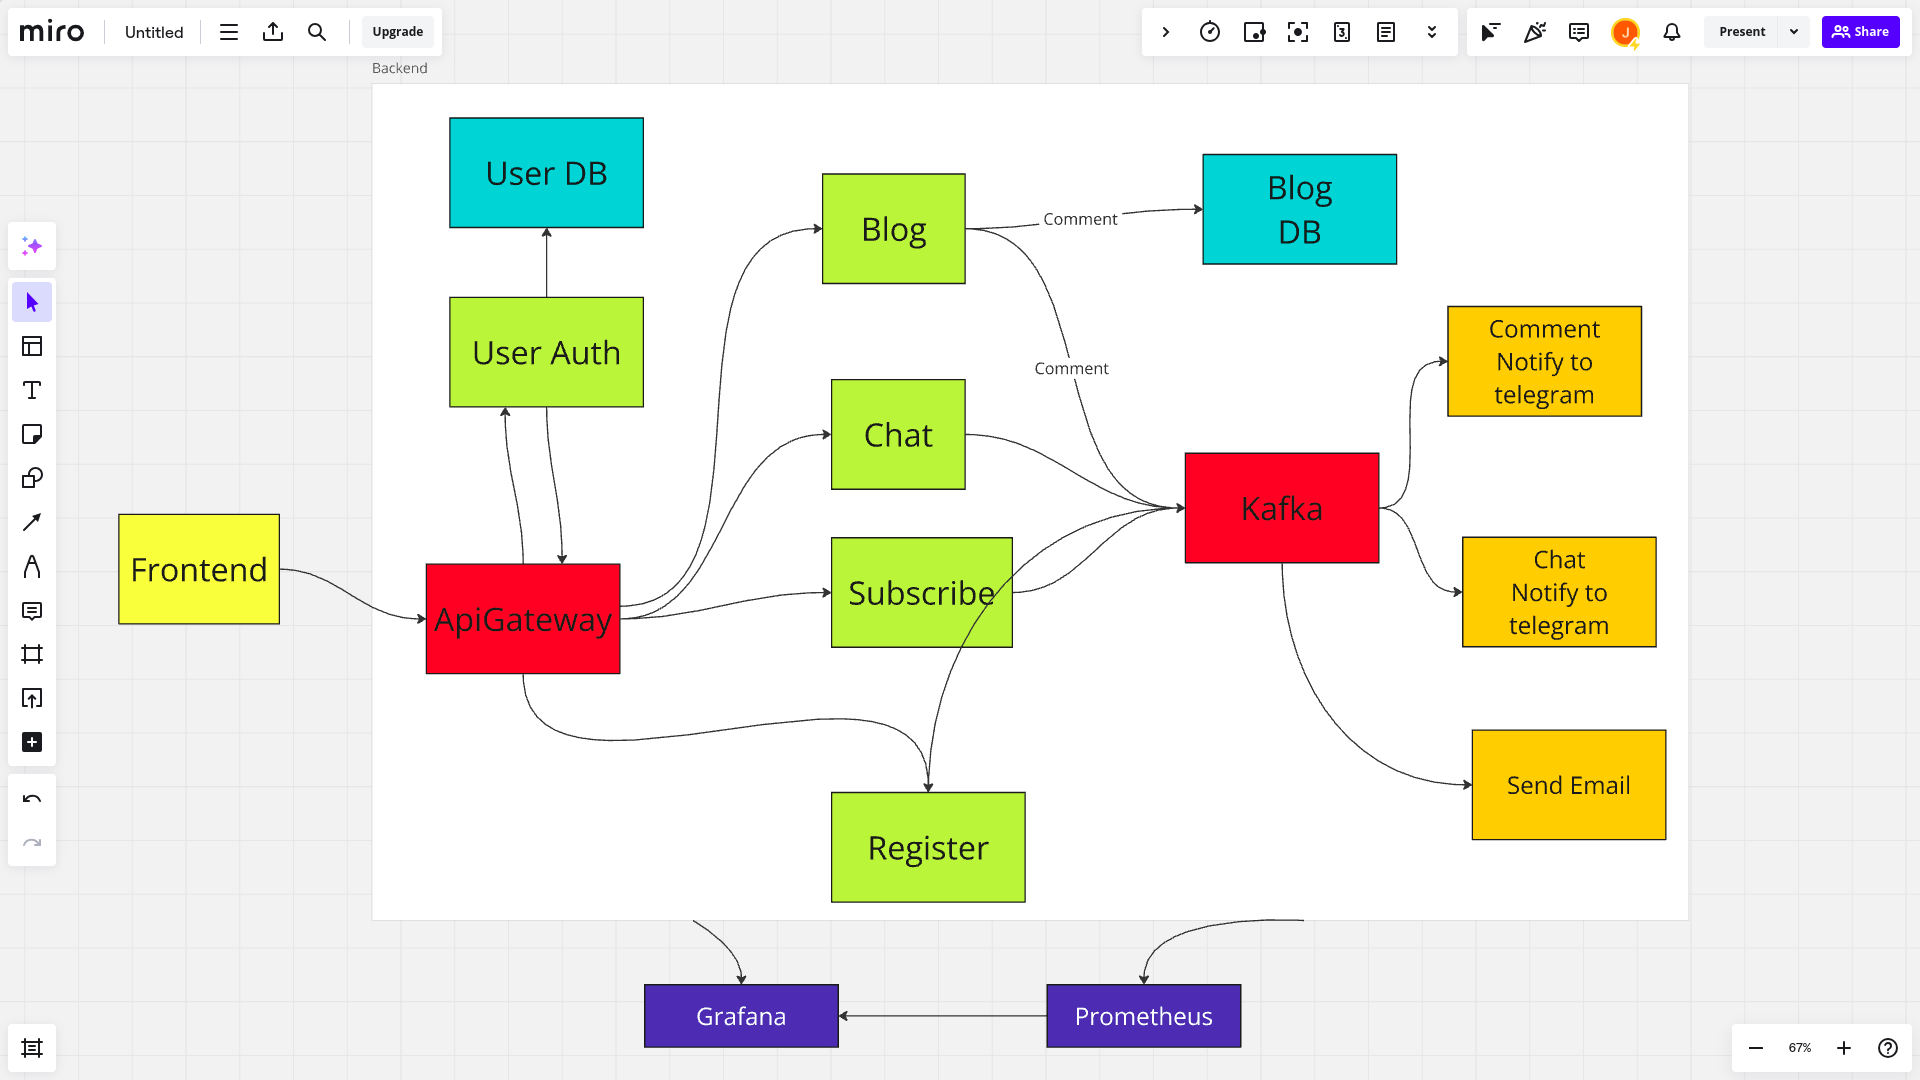 miro
Untitled
Upgrade
3
J
Present
Share
Backend
User DB
Blog
Comment
Blog
DB
User Auth
Comment
Comment
Notify to
telegram
Chat
Kafka
Frontend
ApiGateway
Subscribe
Chat
Notify to
telegram
Send Email
Register
Grafana
Prometheus
67%